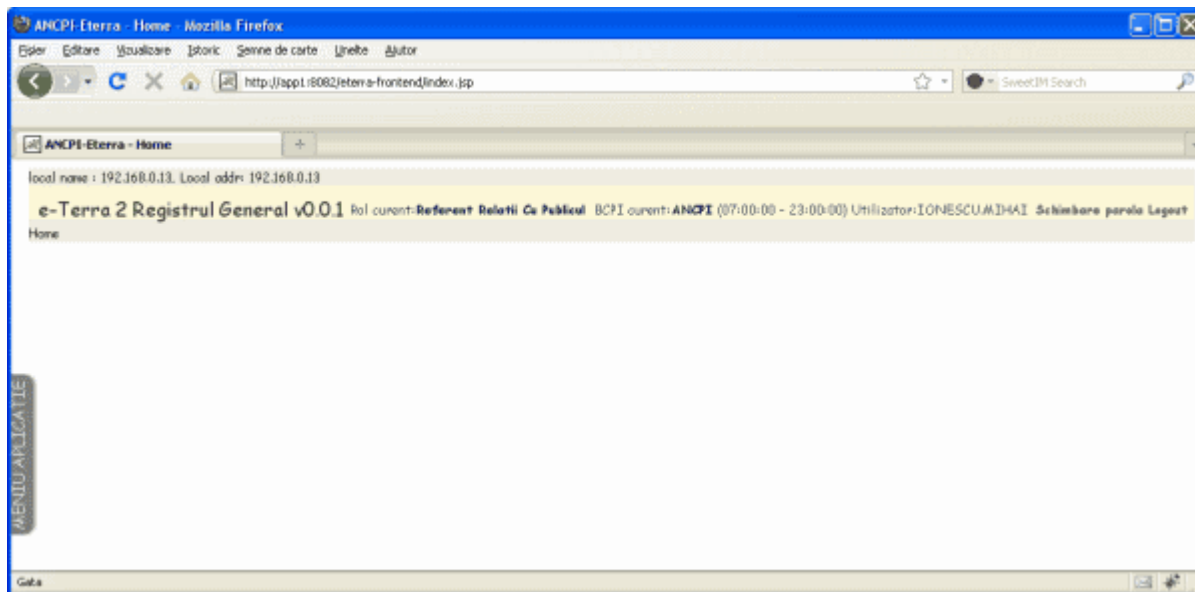 ANCPI-Eterra - Home - Mozilla Firefox
Fişier Editare Vizualizare Istoric Semne de carte Unelte Ajutor
http://app1:8082/eterra-frontend/index.jsp SweetIM Search
ANCPI-Eterra - Home
local name : 192.168.0.13. Local addr: 192.168.0.13
e-Terra 2 Registrul General v0.0.1 Rol curent:Referent Relatii Cu Publicul BCPI curent:ANCPI (07:00:00 - 23:00:00) Utilizator:IONESCU.MIHAI Schimbare parola Logout
Home
MENIU APLICATIE
Gata